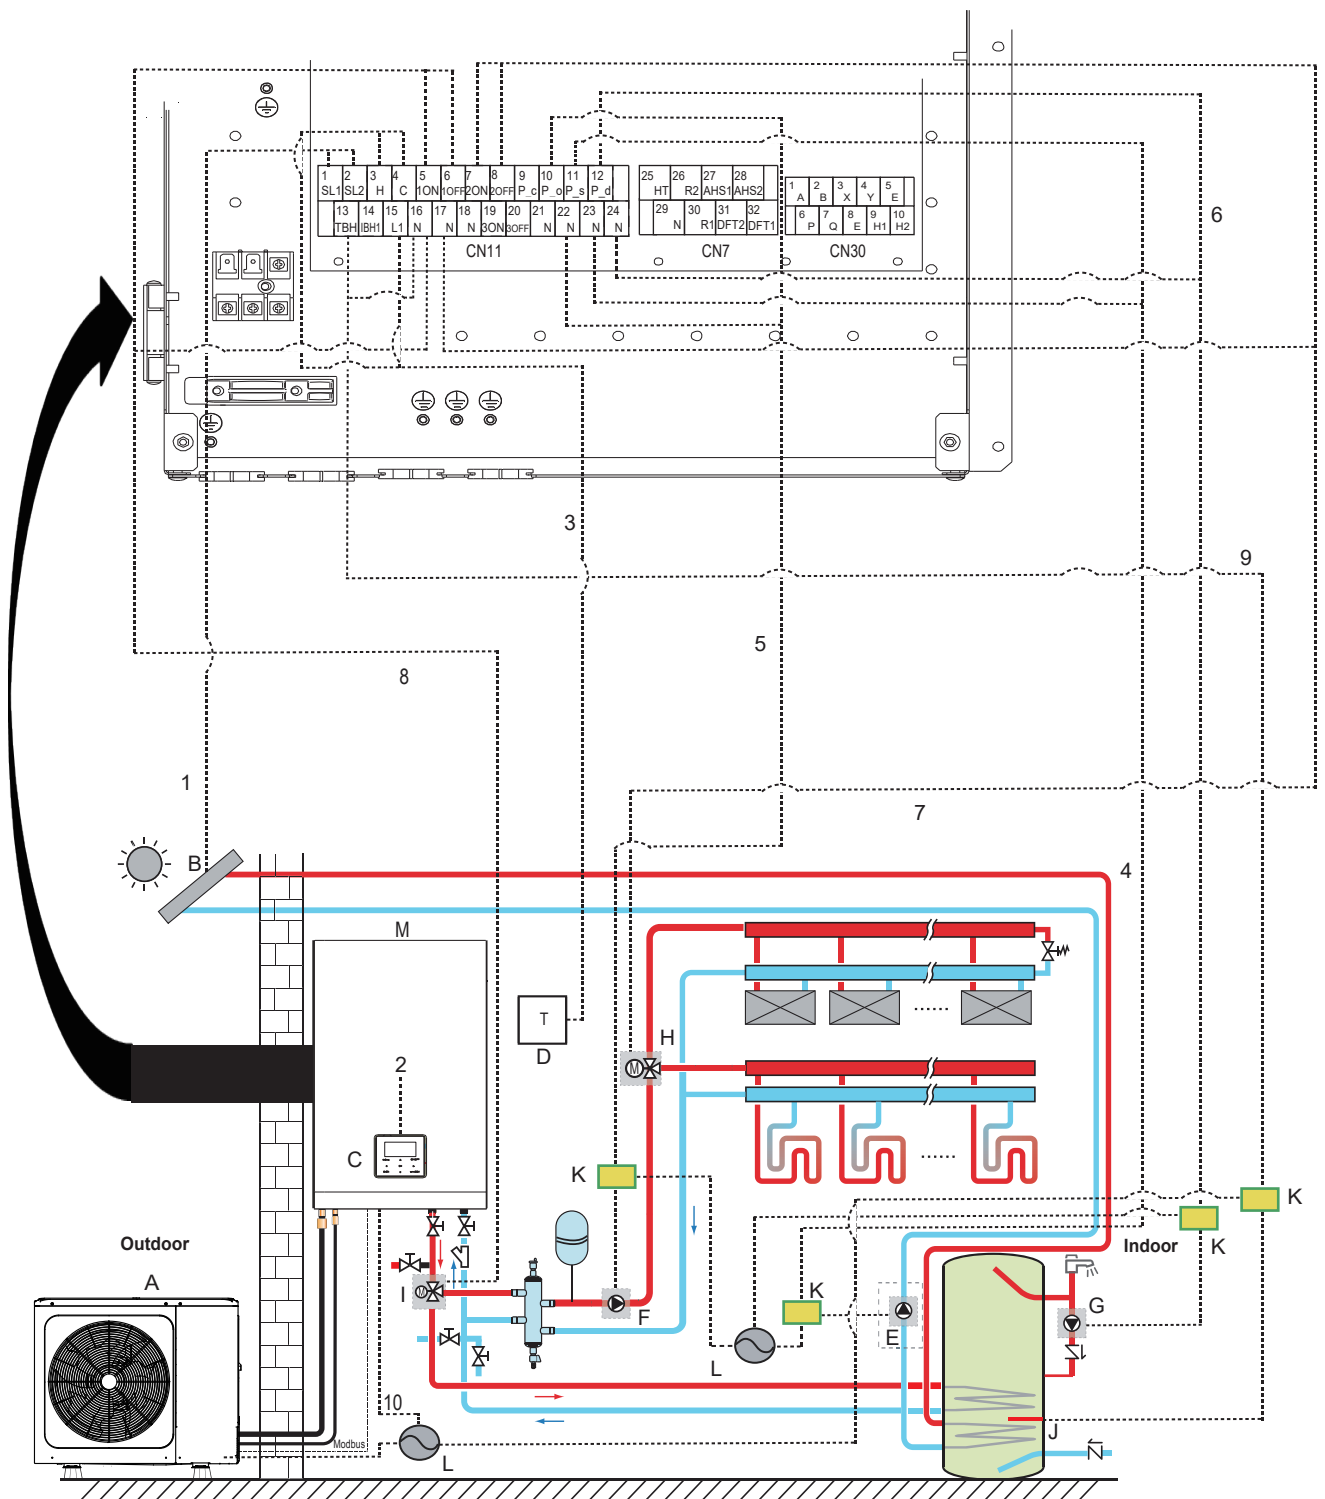 1 2 3 4 5 6 7 8 9 10 11 12
SL1 SL2 H C 1ON 1OFF 2ON 2OFF P_c P_o P_s P_d
13 14 15 16 17 18 19 20 21 22 23 24
TBH IBH1 L1 N N N 3ON 3OFF N N N N
CN11
25 26 27 28
HT R2 AHS1 AHS2
29 30 31 32
N R1 DFT2 DFT1
CN7
1 2 3 4 5
A B X Y E
6 7 8 9 10
P Q E H1 H2
CN30
6
3
9
5
8
1
7
B
4
M
T
D
H
M
2
C
K
K
K
Outdoor
Indoor
A
I
M
K
F
G
E
L
10
J
Modbus
L